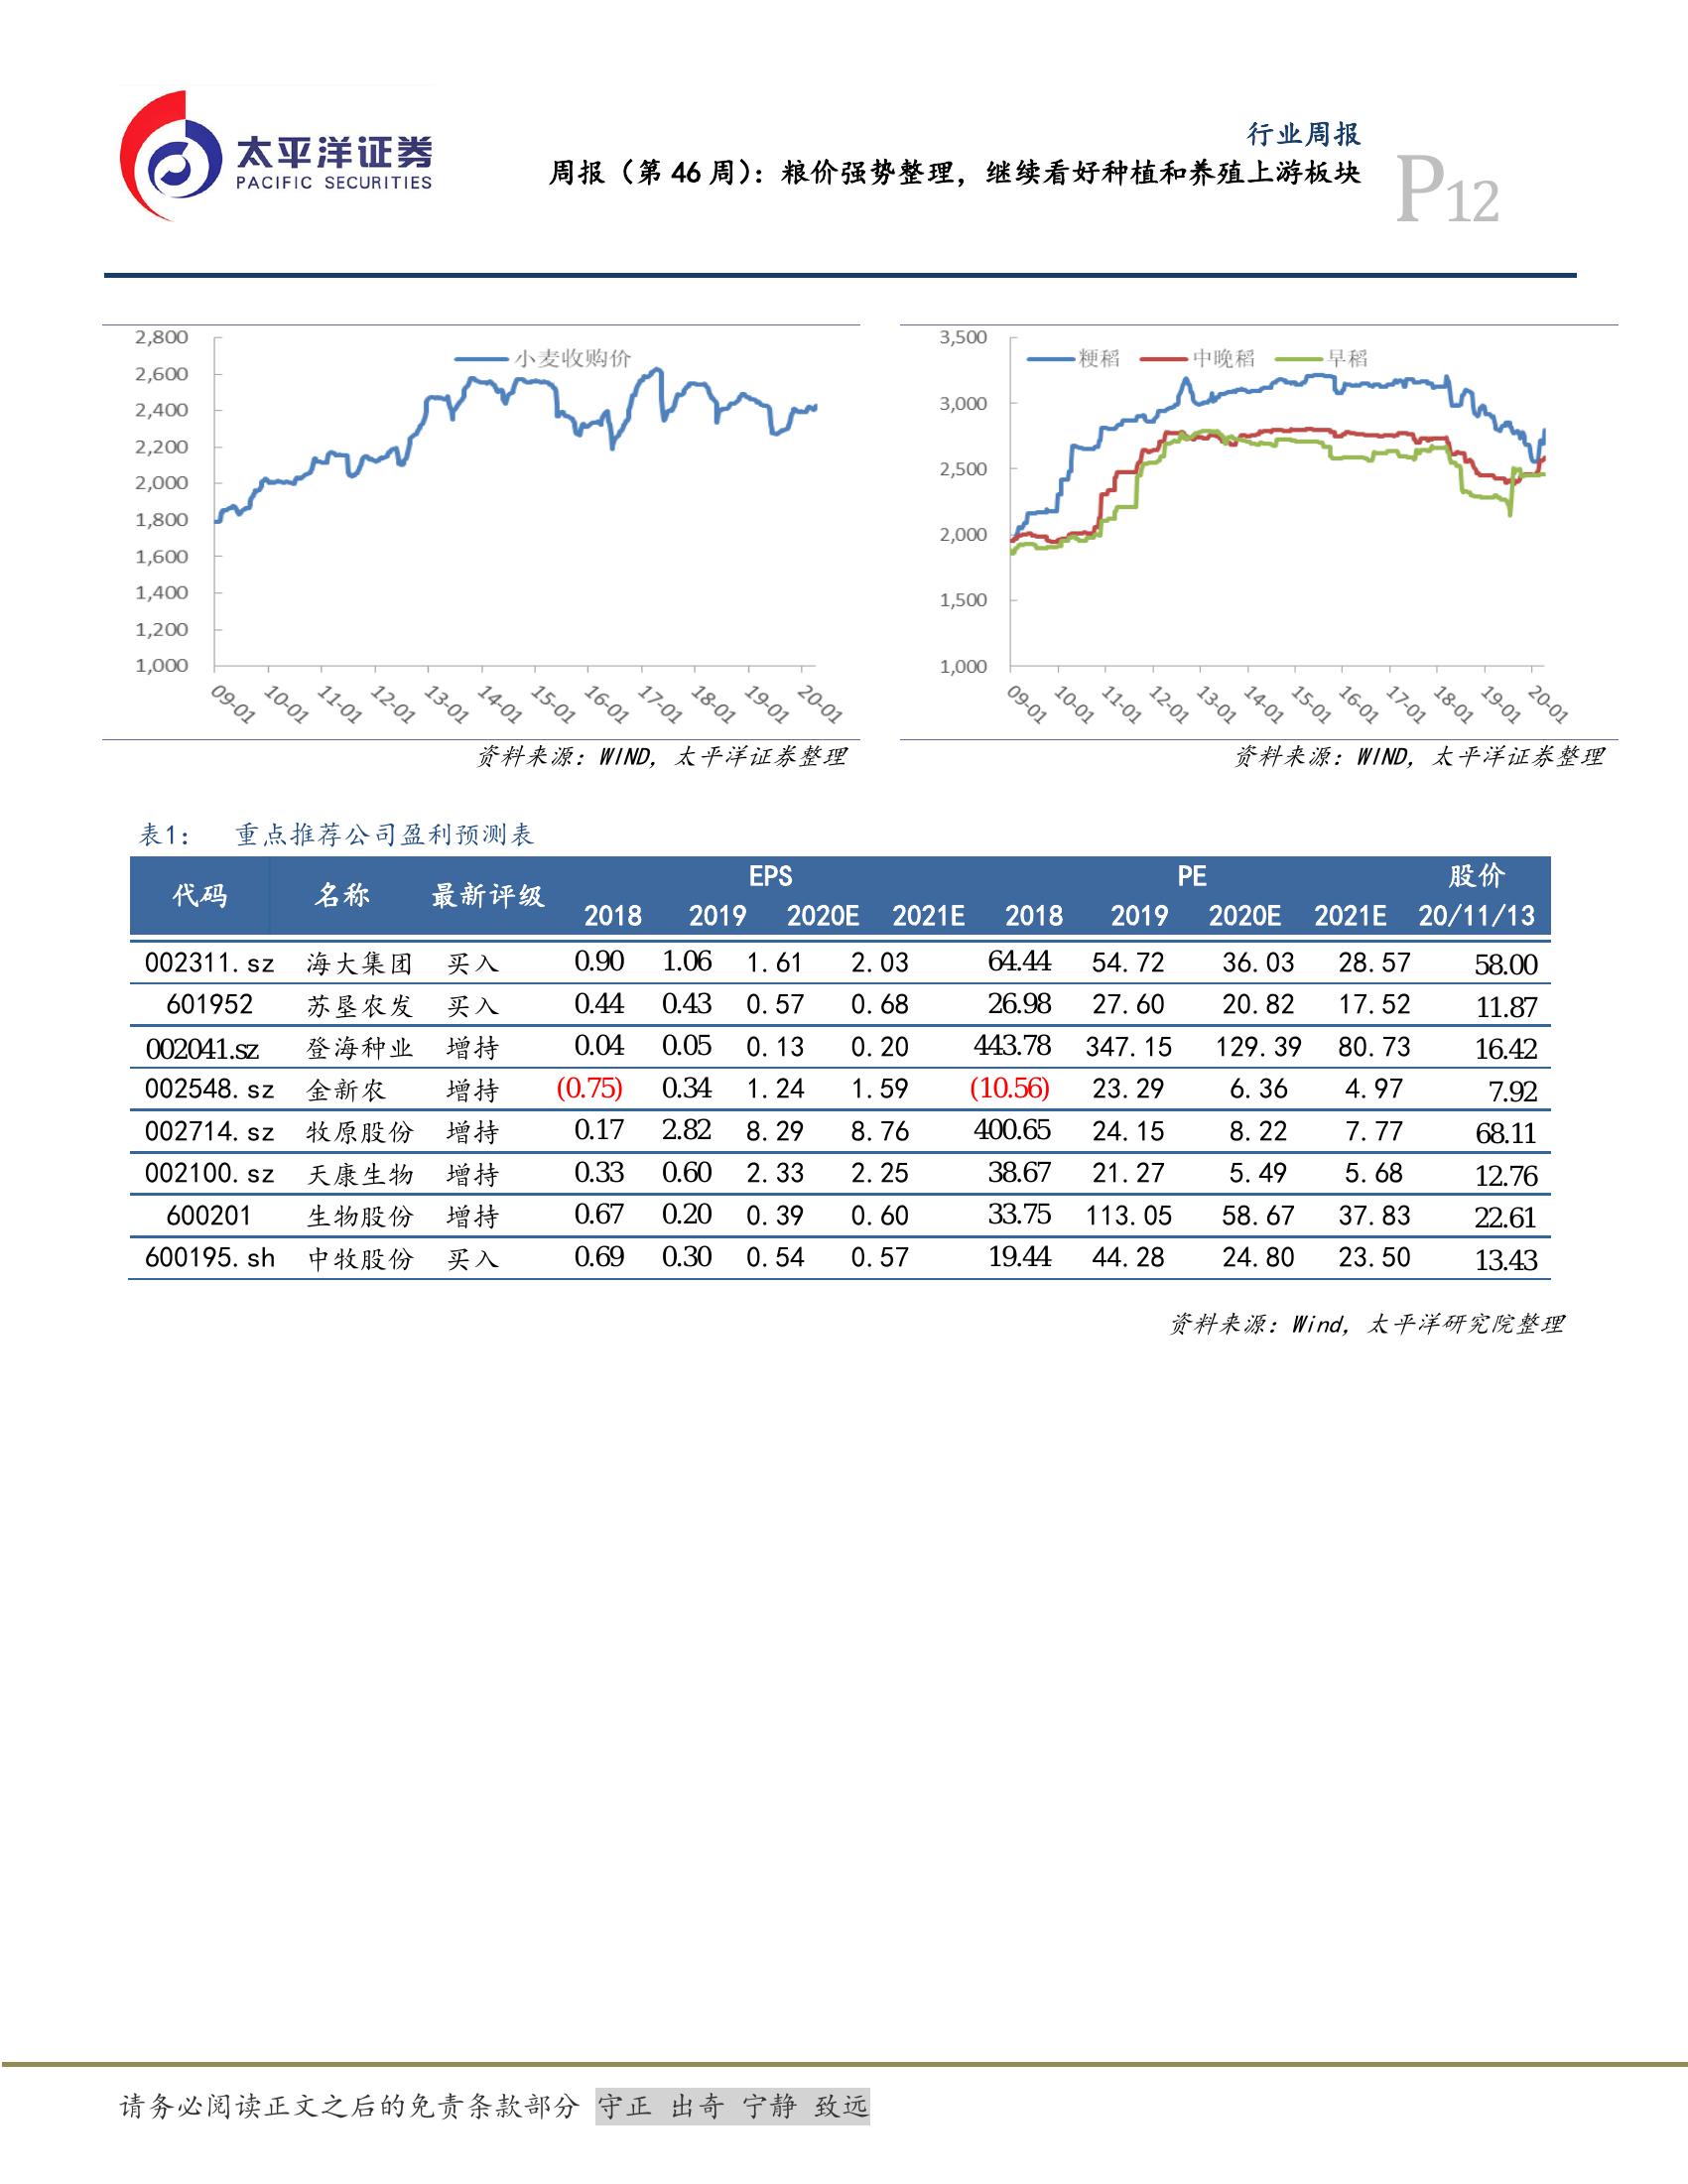 太平洋证券
PACIFIC SECURITIES
行业周报
周报（第 46 周）：粮价强势整理，继续看好种植和养殖上游板块
P12
小麦收购价
2,800
2,600
2,400
2,200
2,000
1,800
1,600
1,400
1,200
1,000
09-01 10-01 11-01 12-01 13-01 14-01 15-01 16-01 17-01 18-01 19-01 20-01
资料来源：WIND，太平洋证券整理
粳稻 中晚稻 早稻
3,500
3,000
2,500
2,000
1,500
1,000
09-01 10-01 11-01 12-01 13-01 14-01 15-01 16-01 17-01 18-01 19-01 20-01
资料来源：WIND，太平洋证券整理
表1： 重点推荐公司盈利预测表
代码 名称 最新评级 EPS PE 股价
2018 2019 2020E 2021E 2018 2019 2020E 2021E 20/11/13
002311.sz 海大集团 买入 0.90 1.06 1.61 2.03 64.44 54.72 36.03 28.57 58.00
601952 苏垦农发 买入 0.44 0.43 0.57 0.68 26.98 27.60 20.82 17.52 11.87
002041.sz 登海种业 增持 0.04 0.05 0.13 0.20 443.78 347.15 129.39 80.73 16.42
002548.sz 金新农 增持 (0.75) 0.34 1.24 1.59 (10.56) 23.29 6.36 4.97 7.92
002714.sz 牧原股份 增持 0.17 2.82 8.29 8.76 400.65 24.15 8.22 7.77 68.11
002100.sz 天康生物 增持 0.33 0.60 2.33 2.25 38.67 21.27 5.49 5.68 12.76
600201 生物股份 增持 0.67 0.20 0.39 0.60 33.75 113.05 58.67 37.83 22.61
600195.sh 中牧股份 买入 0.69 0.30 0.54 0.57 19.44 44.28 24.80 23.50 13.43
资料来源：Wind，太平洋研究院整理
请务必阅读正文之后的免责条款部分 守正 出奇 宁静 致远